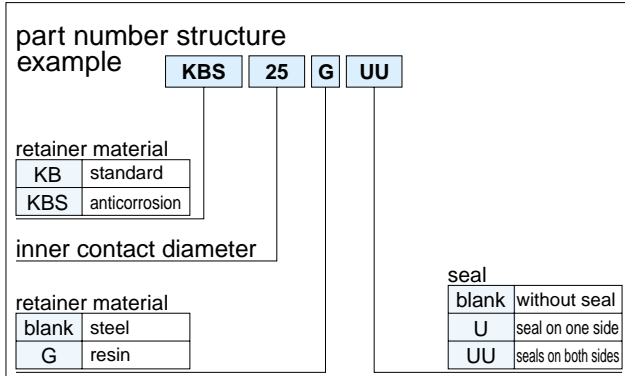 part number structure
example
KBS 25 G UU
retainer material
KB standard
KBS anticorrosion
inner contact diameter
retainer material
blank steel
G resin
seal
blank without seal
U seal on one side
UU seals on both sides